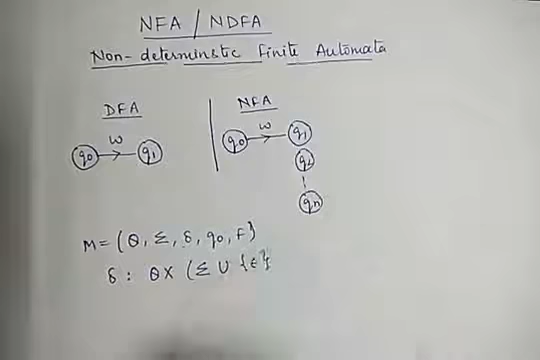 NFA / NDFA
Non-deterministic Finite Automata
DFA
NFA
q0 w q1
q0 w q1
q2
qn
M = (Q, Σ, δ, q0, F)
δ : Q X (Σ U {ε}